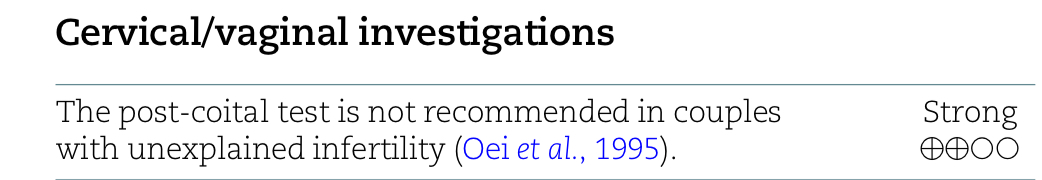 Cervical/vaginal investigations
The post-coital test is not recommended in couples
with unexplained infertility (Oei et al., 1995).
Strong
⊕⊕○○